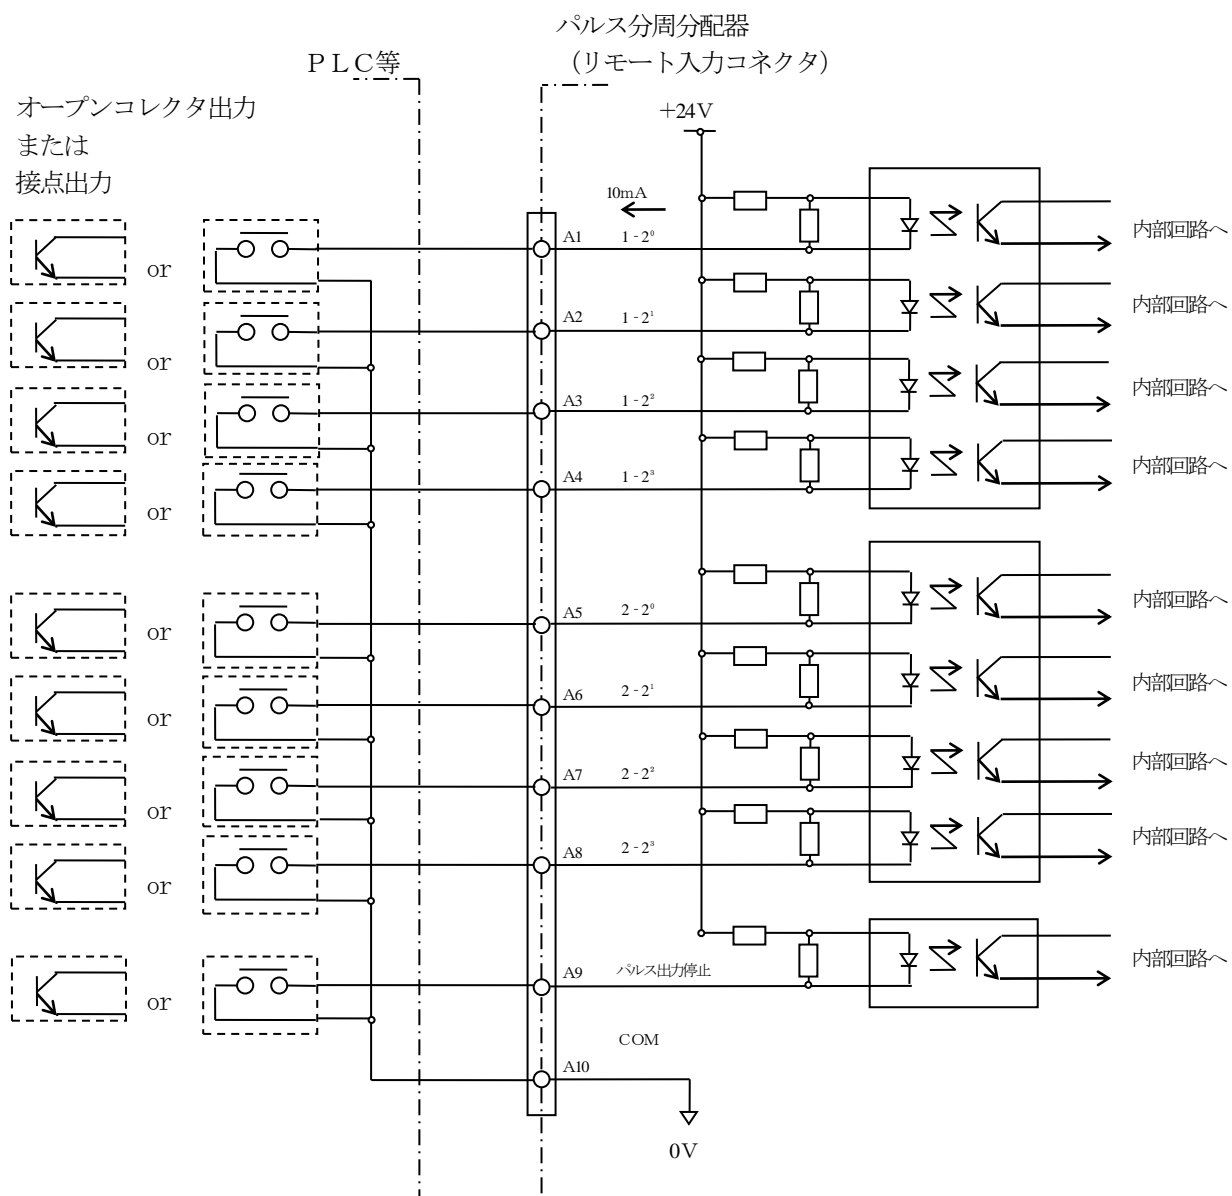 パルス分周分配器
（リモート入力コネクタ）
ＰＬＣ等
オープンコレクタ出力
または
接点出力
＋24V
10mA
or
A1
1 - 2⁰
内部回路へ
or
A2
1 - 2¹
内部回路へ
or
A3
1 - 2²
内部回路へ
or
A4
1 - 2³
内部回路へ
or
A5
2 - 2⁰
内部回路へ
or
A6
2 - 2¹
内部回路へ
or
A7
2 - 2²
内部回路へ
or
A8
2 - 2³
内部回路へ
or
A9
パルス出力停止
内部回路へ
COM
A10
0V